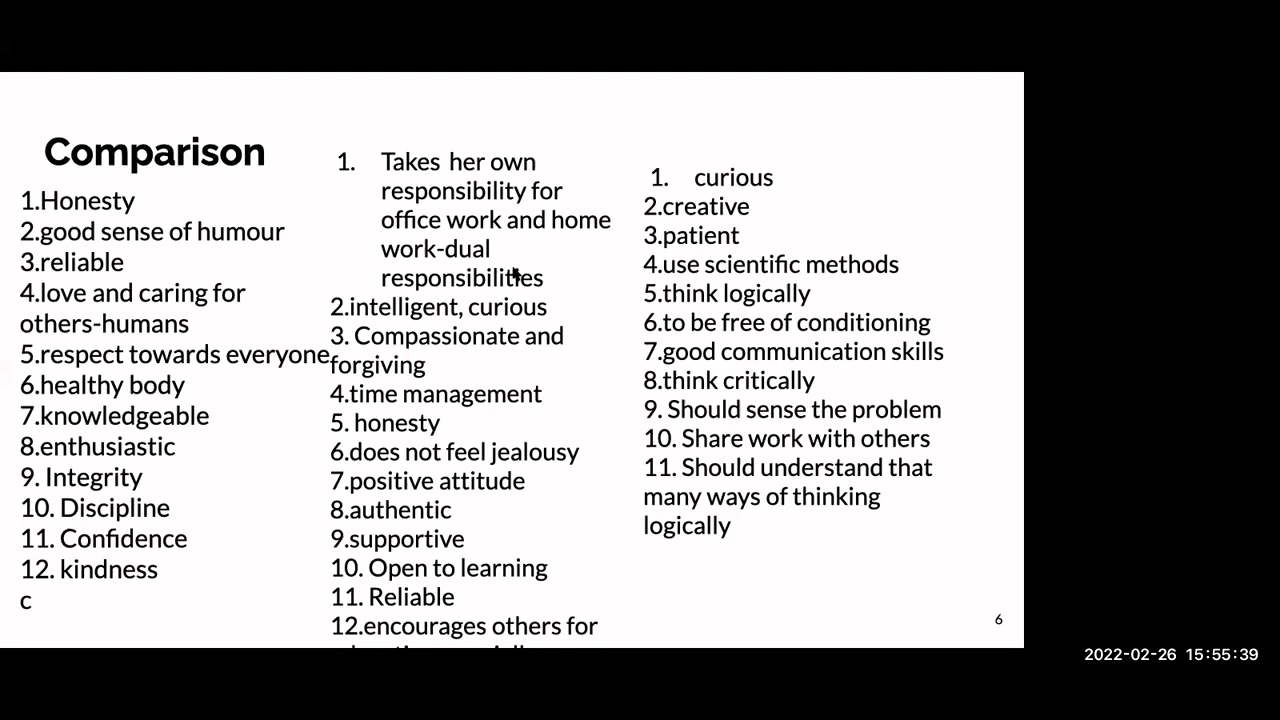 Comparison
1.Honesty
2.good sense of humour
3.reliable
4.love and caring for
others-humans
5.respect towards everyone
6.healthy body
7.knowledgeable
8.enthusiastic
9. Integrity
10. Discipline
11. Confidence
12. kindness
c
1. Takes her own
responsibility for
office work and home
work-dual
responsibilities
2.intelligent, curious
3. Compassionate and
forgiving
4.time management
5. honesty
6.does not feel jealousy
7.positive attitude
8.authentic
9.supportive
10. Open to learning
11. Reliable
12.encourages others for
1. curious
2.creative
3.patient
4.use scientific methods
5.think logically
6.to be free of conditioning
7.good communication skills
8.think critically
9. Should sense the problem
10. Share work with others
11. Should understand that
many ways of thinking
logically
6
2022-02-26 15:55:39